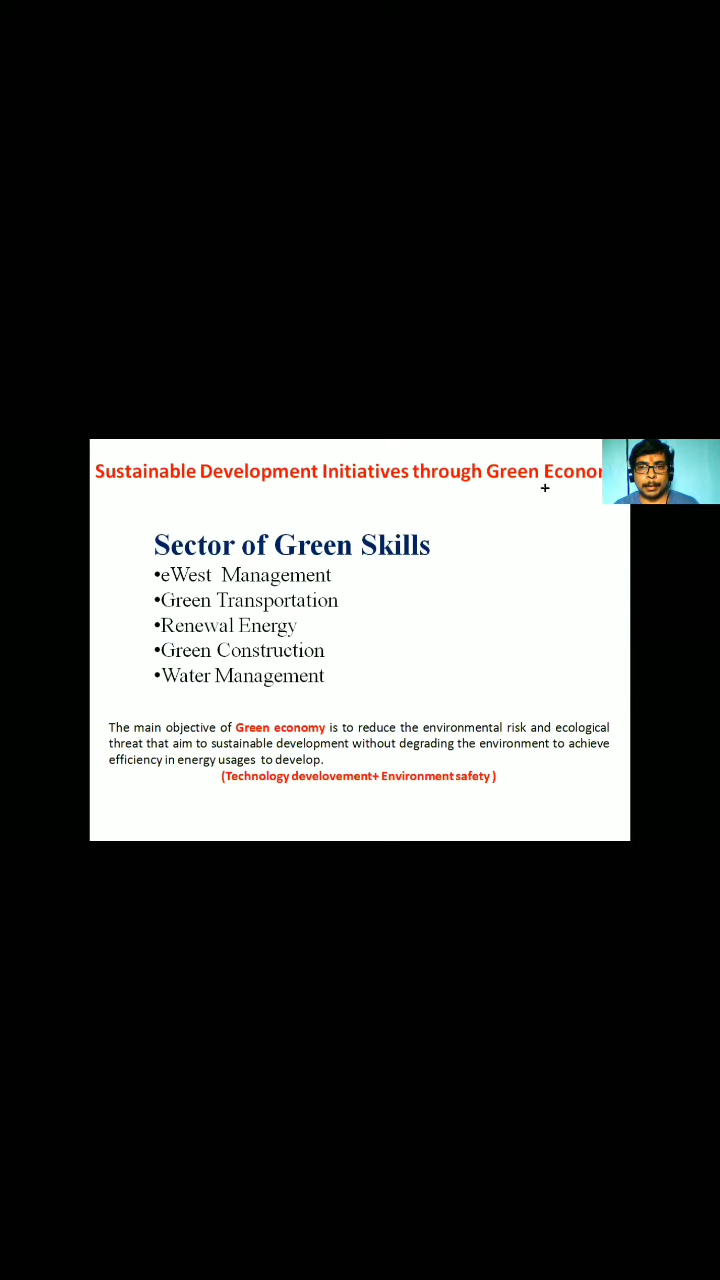 Sustainable Development Initiatives through Green
Sector of Green Skills
•eWest Management
•Green Transportation
•Renewal Energy
•Green Construction
•Water Management
The main objective of Green economy is to reduce the environmental risk and ecological
threat that aim to sustainable development without degrading the environment to achieve
efficiency in energy usages to develop.
(Technology develovement+ Environment safety )